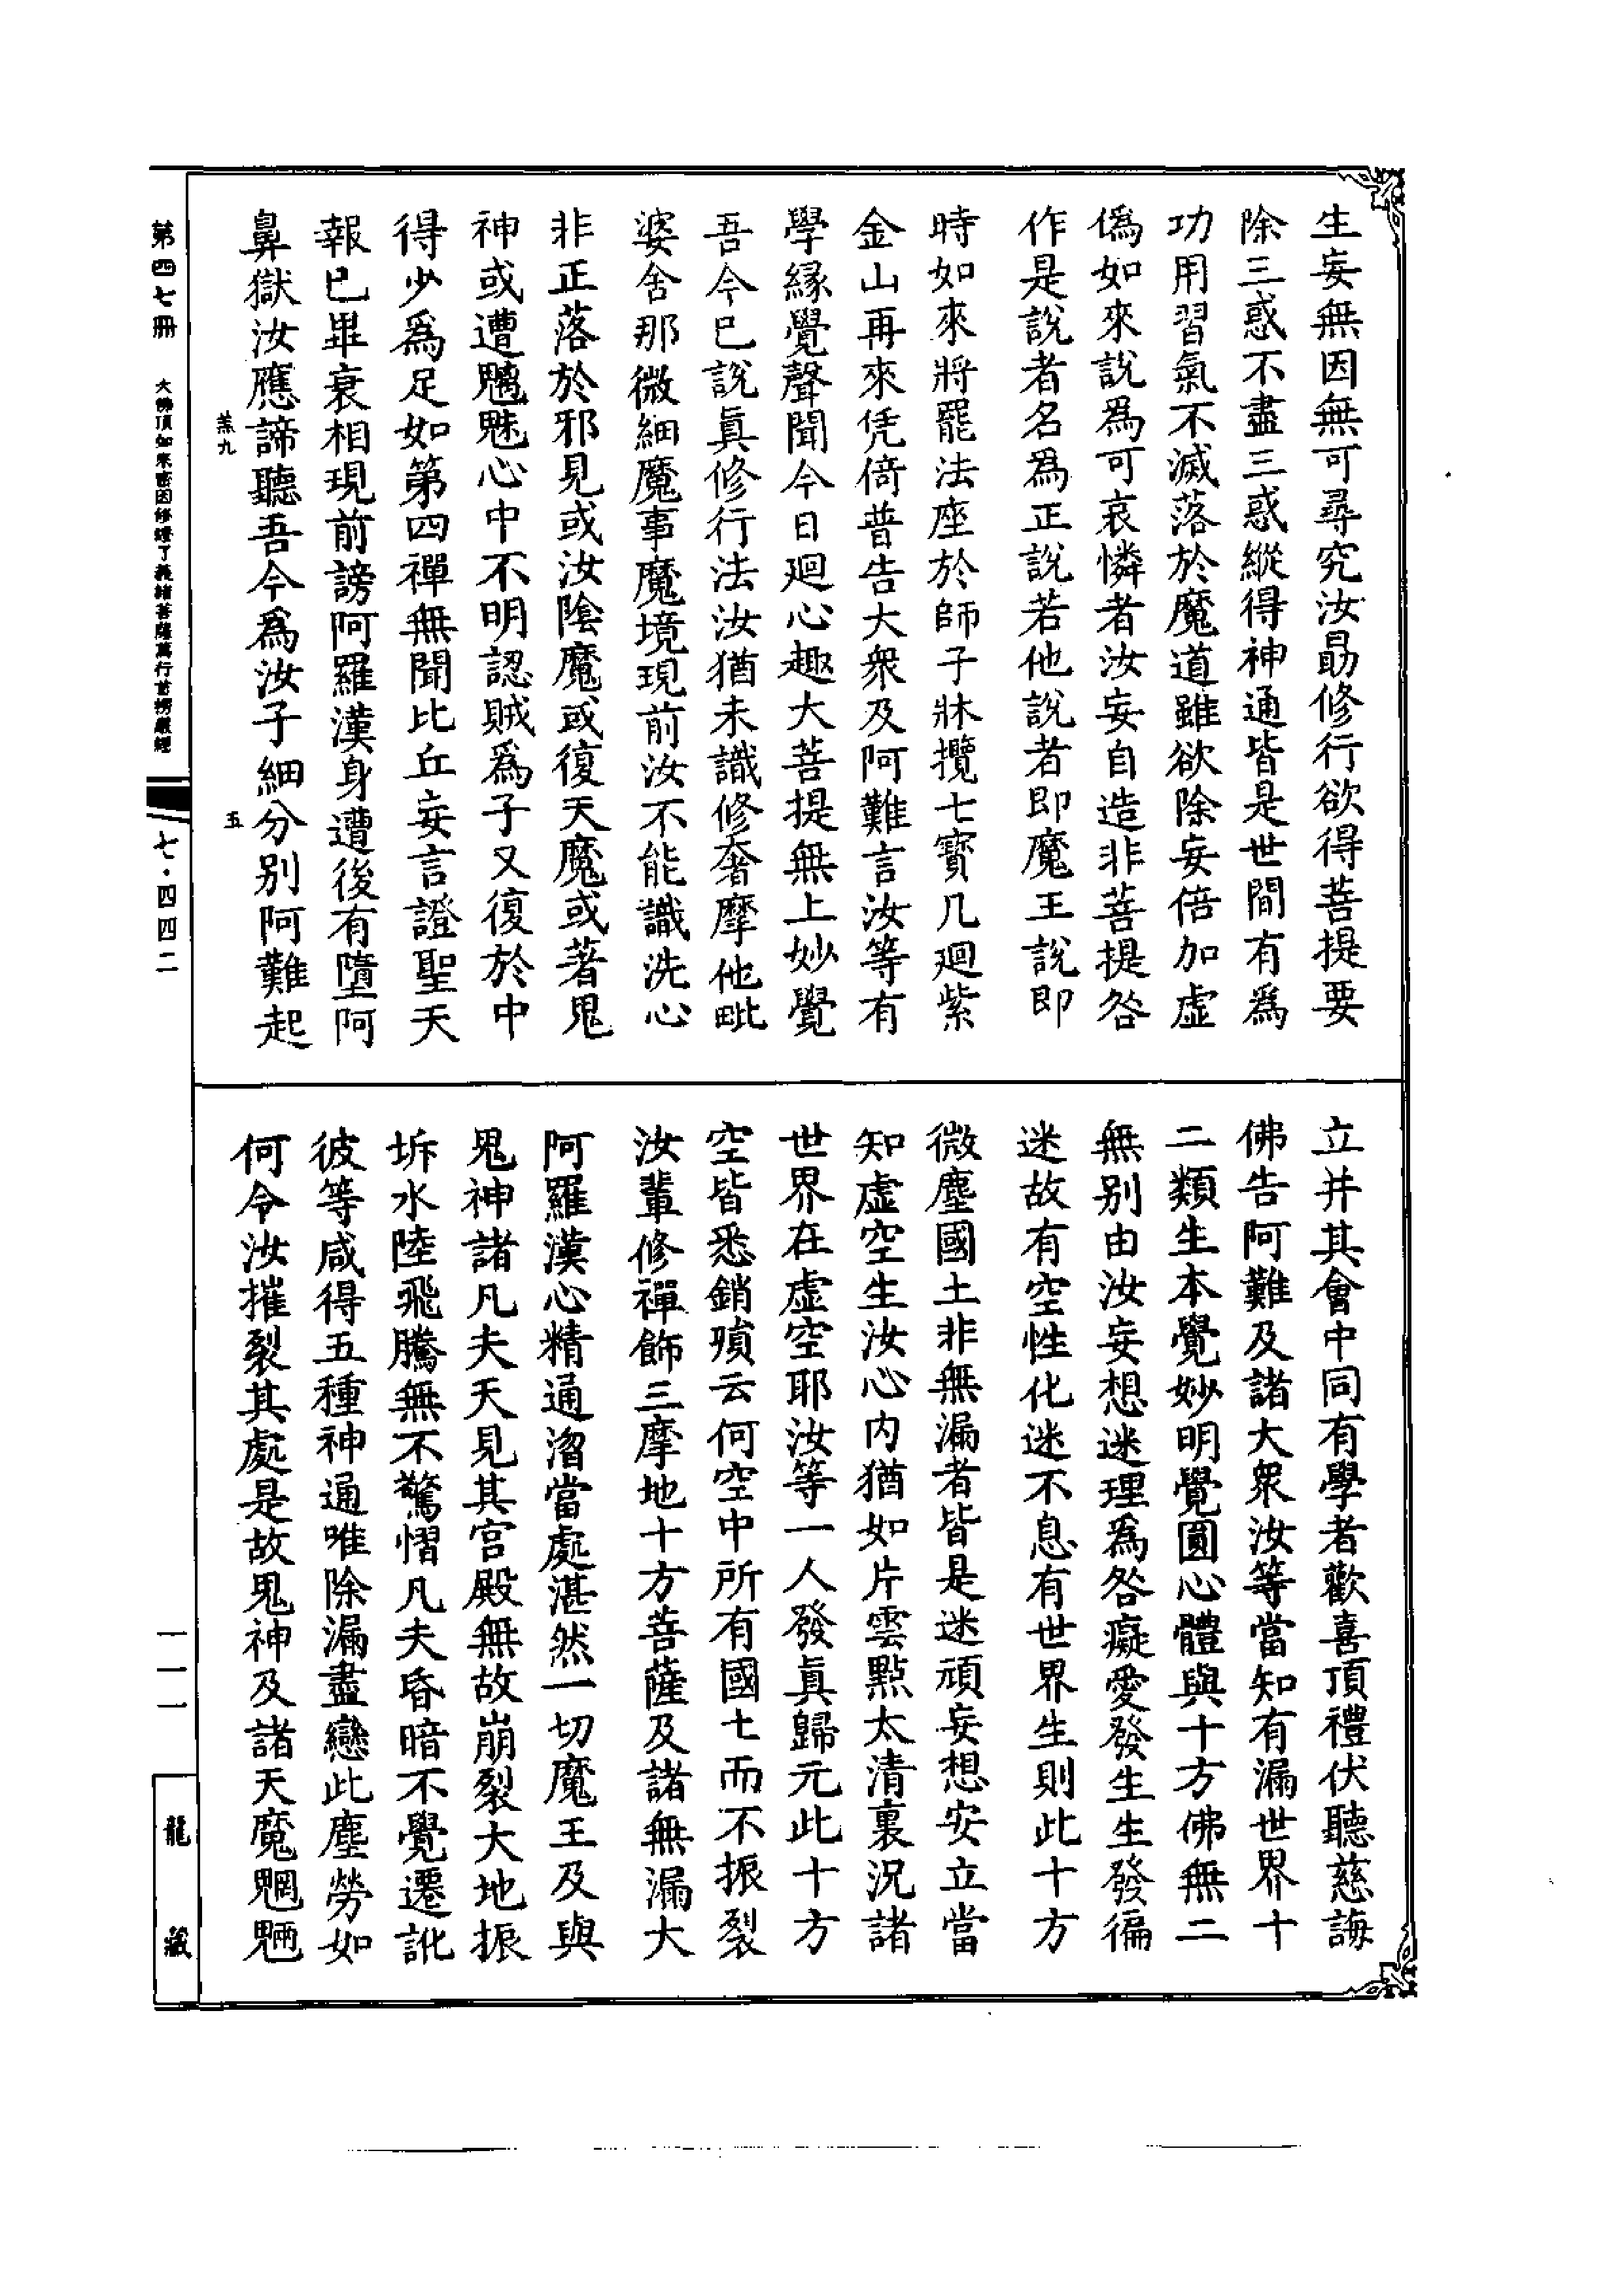 生妄無因無可尋究汝勗修行欲得菩提要
除三惑不盡三惑縱得神通皆是世間有爲
功用習氣不滅落於魔道雖欲除妄倍加虛
僞如來說爲可哀憐者汝妄自造非菩提咎
作是說者名爲正說若他說者即魔王說即
時如來將罷法座於師子牀攬七寶几廻紫
金山再來凭倚普告大衆及阿難言汝等有
學緣覺聲聞今日廻心趣大菩提無上妙覺
吾今已說眞修行法汝猶未識修奢摩他毗
婆舍那微細魔事魔境現前汝不能識洗心
非正落於邪見或汝陰魔或復天魔或著鬼
神或遭魑魅心中不明認賊爲子又復於中
得少爲足如第四禪無聞比丘妄言證聖天
報已畢衰相現前謗阿羅漢身遭後有墮阿
鼻獄汝應諦聽吾今爲汝子細分別阿難起
立并其會中同有學者歡喜頂禮伏聽慈誨
佛告阿難及諸大衆汝等當知有漏世界十
二類生本覺妙明覺圓心體與十方佛無二
無別由汝妄想迷理爲咎癡愛發生生發徧
迷故有空性化迷不息有世界生則此十方
微塵國土非無漏者皆是迷頑妄想安立當
知虛空生汝心內猶如片雲點太清裏況諸
世界在虛空耶汝等一人發眞歸元此十方
空皆悉銷殞云何空中所有國七而不振裂
汝輩修禪飾三摩地十方菩薩及諸無漏大
阿羅漢心精通㳷當處湛然一切魔王及與
鬼神諸凡夫天見其宮殿無故崩裂大地振
坼水陸飛騰無不驚慴凡夫昏暗不覺遷訛
彼等咸得五種神通唯除漏盡戀此塵勞如
何令汝摧裂其處是故鬼神及諸天魔魍魎
羔九
五
第四七冊
大佛頂如來密因修證了義諸菩薩萬行首楞嚴經
七·四四二
一一一
龍藏